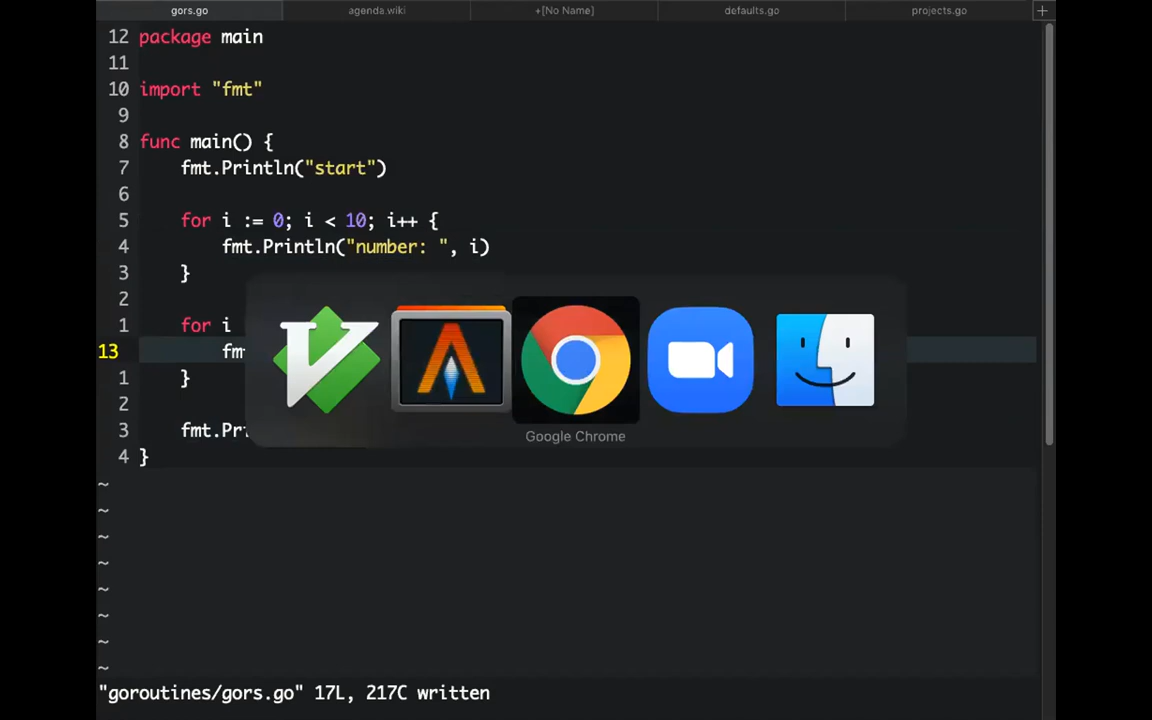 gors.go agenda.wiki +[No Name] defaults.go projects.go +
12 package main
11
10 import "fmt"
9
8 func main() {
7 fmt.Println("start")
6
5 for i := 0; i < 10; i++ {
4 fmt.Println("number: ", i)
3 }
2
1 for i
13 fm
1 }
2
3 fmt.Pr
4 }
Google Chrome
~
~
~
~
~
~
~
~
"goroutines/gors.go" 17L, 217C written